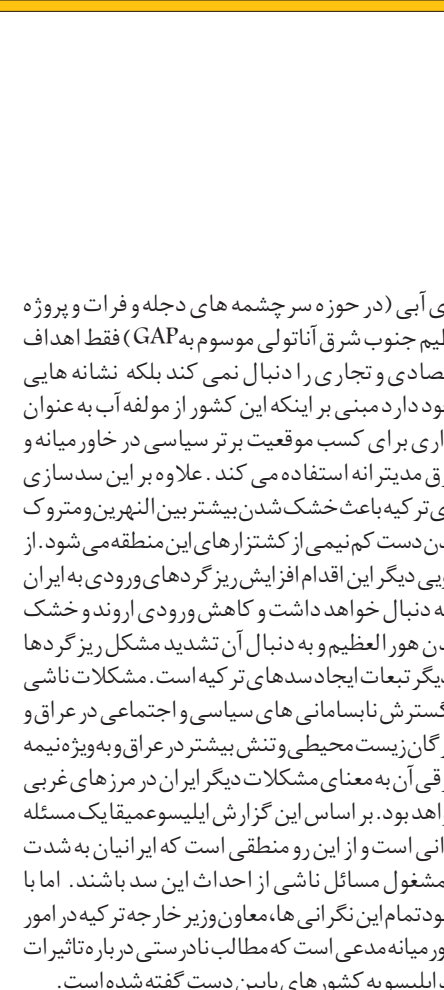 ی آبی (در حوزه سرچشمه های دجله و فرات و پروژه
یم جنوب شرق آناتولی موسوم به GAP) فقط اهداف
صادی و تجاری را دنبال نمی کند بلکه نشانه هایی
ود دارد مبنی بر اینکه این کشور از مولفه آب به عنوان
اری برای کسب موقعیت برتر سیاسی در خاورمیانه و
ق مدیترانه استفاده می کند . علاوه بر این سدسازی
ی ترکیه باعث خشک شدن بیشتر بین النهرین و متروک
ن دست کم نیمی از کشتزارهای این منطقه می شود. از
یی دیگر این اقدام افزایش ریزگردهای ورودی به ایران
ه دنبال خواهد داشت و کاهش ورودی اروند و خشک
ن هور العظیم و به دنبال آن تشدید مشکل ریزگردها
یگر تبعات ایجاد سدهای ترکیه است. مشکلات ناشی
گسترش نابسامانی های سیاسی و اجتماعی در عراق و
گان زیست محیطی و تنش بیشتر در عراق و به ویژه نیمه
قی آن به معنای مشکلات دیگر ایران در مرزهای غربی
اهد بود. بر اساس این گزارش ایلیسو عمیقا یک مسئله
انی است و از این رو منطقی است که ایرانیان به شدت
مشغول مسائل ناشی از احداث این سد باشند. اما با
ود تمام این نگرانی ها، معاون وزیر خارجه ترکیه در امور
ور میانه مدعی است که مطالب نادرستی درباره تاثیرات
ایلیسو به کشورهای پایین دست گفته شده است.